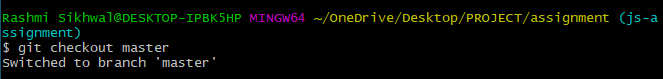 Rashmi Sikhwal@DESKTOP-IPBK5HP MINGW64 ~/OneDrive/Desktop/PROJECT/assignment (js-a
ssignment)
$ git checkout master
Switched to branch 'master'